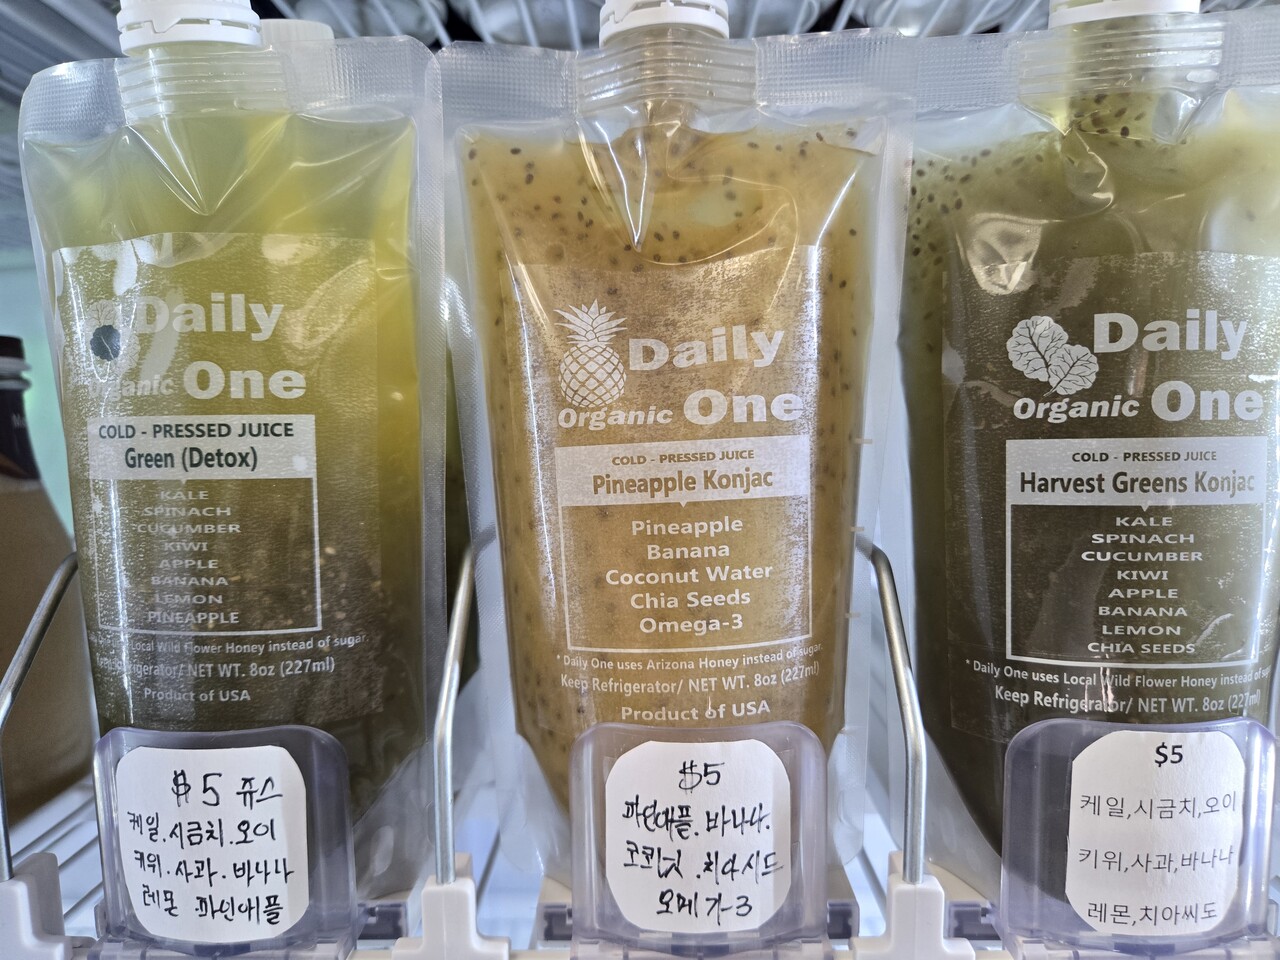 Daily
One
COLD - PRESSED JUICE
Green (Detox)
KALE
SPINACH
CUCUMBER
KIWI
APPLE
BANANA
LEMON
PINEAPPLE
Local Wild Flower Honey instead of sugar.
NET WT. 8oz (227ml)
Product of USA
$5 쥬스
케일.시금치.오이
키위.사과.바나나
레몬 파인애플
Daily
Organic One
COLD - PRESSED JUICE
Pineapple Konjac
Pineapple
Banana
Coconut Water
Chia Seeds
Omega-3
* Daily One uses Arizona Honey instead of sugar.
Keep Refrigerator/ NET WT. 8oz (227ml)
Product of USA
$5
파인애플.바나나.
코코넛.치아시드
오메가-3
Daily
Organic One
COLD - PRESSED JUICE
Harvest Greens Konjac
KALE
SPINACH
CUCUMBER
KIWI
APPLE
BANANA
LEMON
CHIA SEEDS
* Daily One uses Local Wild Flower Honey instead of
Keep Refrigerator/ NET WT. 8oz (227ml)
$5
케일,시금치,오이
키위,사과,바나나
레몬,치아씨도